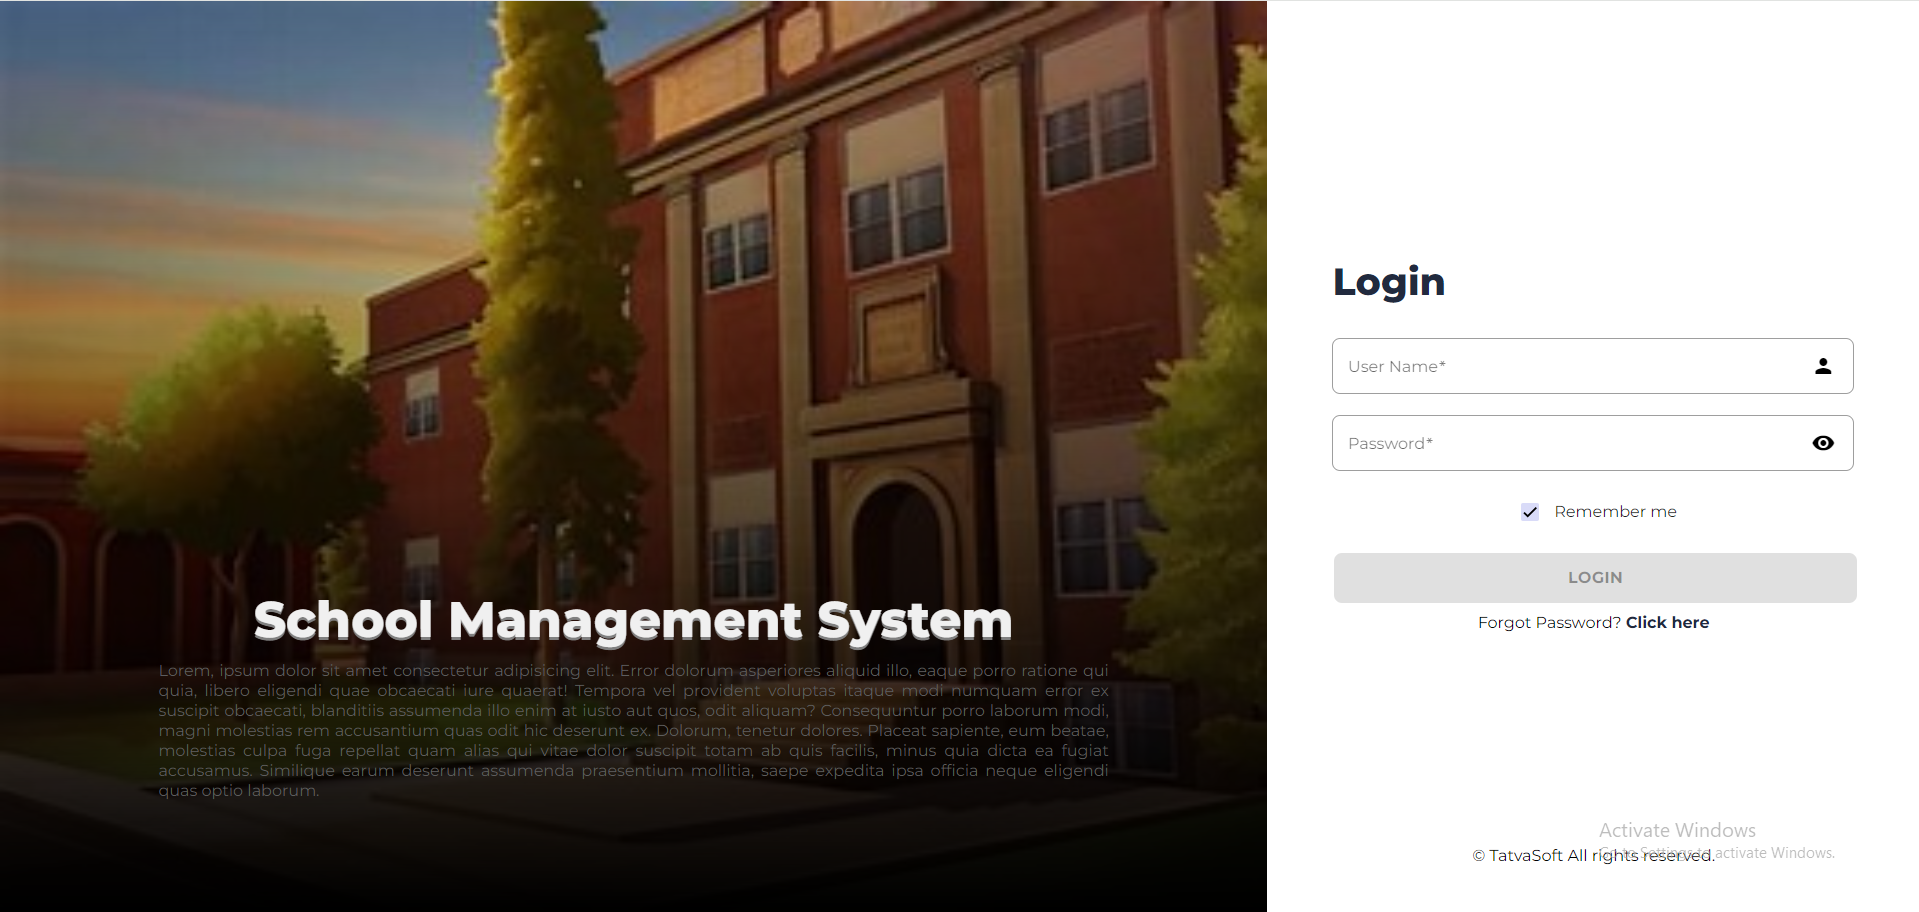 School Management System
Lorem, ipsum dolor sit amet consectetur adipisicing elit. Error dolorum asperiores aliquid illo, eaque porro ratione qui
quia, libero eligendi quae obcaecati iure quaerat! Tempora vel provident voluptas itaque modi numquam error ex
suscipit obcaecati, blanditiis assumenda illo enim at iusto aut quos, odit aliquam? Consequuntur porro laborum modi,
magni molestias rem accusantium quas odit hic deserunt ex. Dolorum, tenetur dolores. Placeat sapiente, eum beatae,
molestias culpa fuga repellat quam alias qui vitae dolor suscipit totam ab quis facilis, minus quia dicta ea fugiat
accusamus. Similique earum deserunt assumenda praesentium mollitia, saepe expedita ipsa officia neque eligendi
quas optio laborum.
Login
User Name*
Password*
Remember me
LOGIN
Forgot Password? Click here
Activate Windows
Go to Settings to activate Windows.
© TatvaSoft All rights reserved.